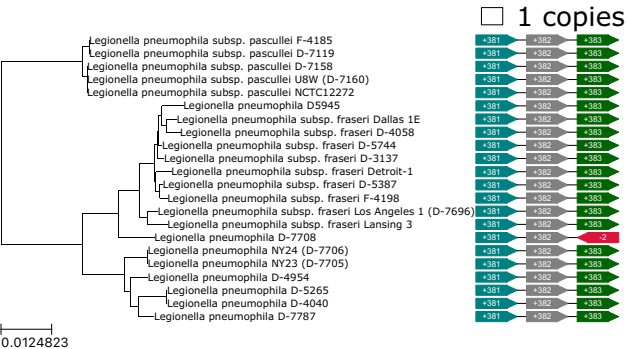 1 copies
Legionella pneumophila subsp. pascullei F-4185 +381 +382 +383
Legionella pneumophila subsp. pascullei D-7119 +381 +382 +383
Legionella pneumophila subsp. pascullei D-7158 +381 +382 +383
Legionella pneumophila subsp. pascullei U8W (D-7160) +381 +382 +383
Legionella pneumophila subsp. pascullei NCTC12272 +381 +382 +383
Legionella pneumophila D5945 +381 +382 +383
Legionella pneumophila subsp. fraseri Dallas 1E +381 +382 +383
Legionella pneumophila subsp. fraseri D-4058 +381 +382 +383
Legionella pneumophila subsp. fraseri D-5744 +381 +382 +383
Legionella pneumophila subsp. fraseri D-3137 +381 +382 +383
Legionella pneumophila subsp. fraseri Detroit-1 +381 +382 +383
Legionella pneumophila subsp. fraseri D-5387 +381 +382 +383
Legionella pneumophila subsp. fraseri F-4198 +381 +382 +383
Legionella pneumophila subsp. fraseri Los Angeles 1 (D-7696) +381 +382 +383
Legionella pneumophila subsp. fraseri Lansing 3 +381 +382 +383
Legionella pneumophila D-7708 +381 +382 -2
Legionella pneumophila NY24 (D-7706) +381 +382 +383
Legionella pneumophila NY23 (D-7705) +381 +382 +383
Legionella pneumophila D-4954 +381 +382 +383
Legionella pneumophila D-5265 +381 +382 +383
Legionella pneumophila D-4040 +381 +382 +383
Legionella pneumophila D-7787 +381 +382 +383
0.0124823